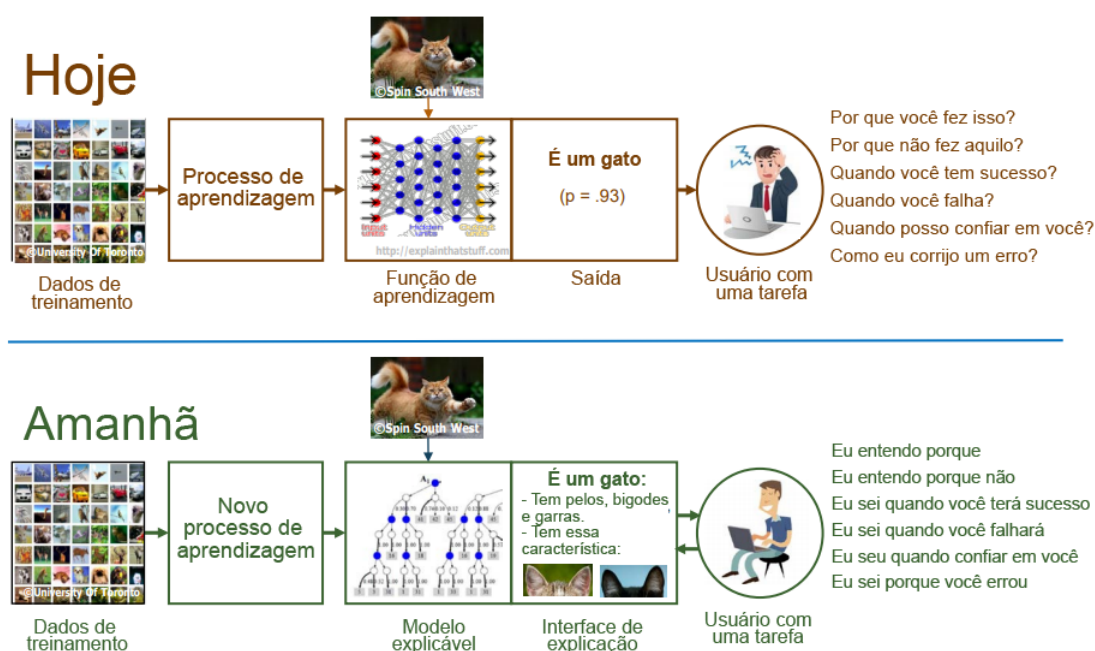 Hoje
©Spin South West
©University Of Toronto
Dados de
treinamento
Processo de
aprendizagem
Input
Hidden
units
http://explainthatstuff.com
Função de
aprendizagem
É um gato
(p = .93)
Saída
Usuário com
uma tarefa
Por que você fez isso?
Por que não fez aquilo?
Quando você tem sucesso?
Quando você falha?
Quando posso confiar em você?
Como eu corrijo um erro?
Amanhã
©Spin South West
©University Of Toronto
Dados de
treinamento
Novo
processo de
aprendizagem
Modelo
explicável
É um gato:
- Tem pelos, bigodes ,
e garras.
- Tem essa
característica:
Interface de
explicação
Usuário com
uma tarefa
Eu entendo porque
Eu entendo porque não
Eu sei quando você terá sucesso
Eu sei quando você falhará
Eu seu quando confiar em você
Eu sei porque você errou